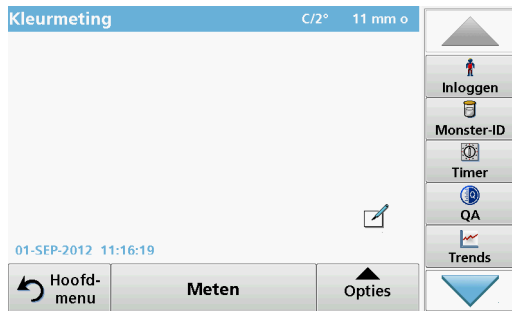 Kleurmeting C/2° 11 mm o
Inloggen
Monster-ID
Timer
QA
Trends
01-SEP-2012 11:16:19
Hoofd-
menu
Meten
Opties